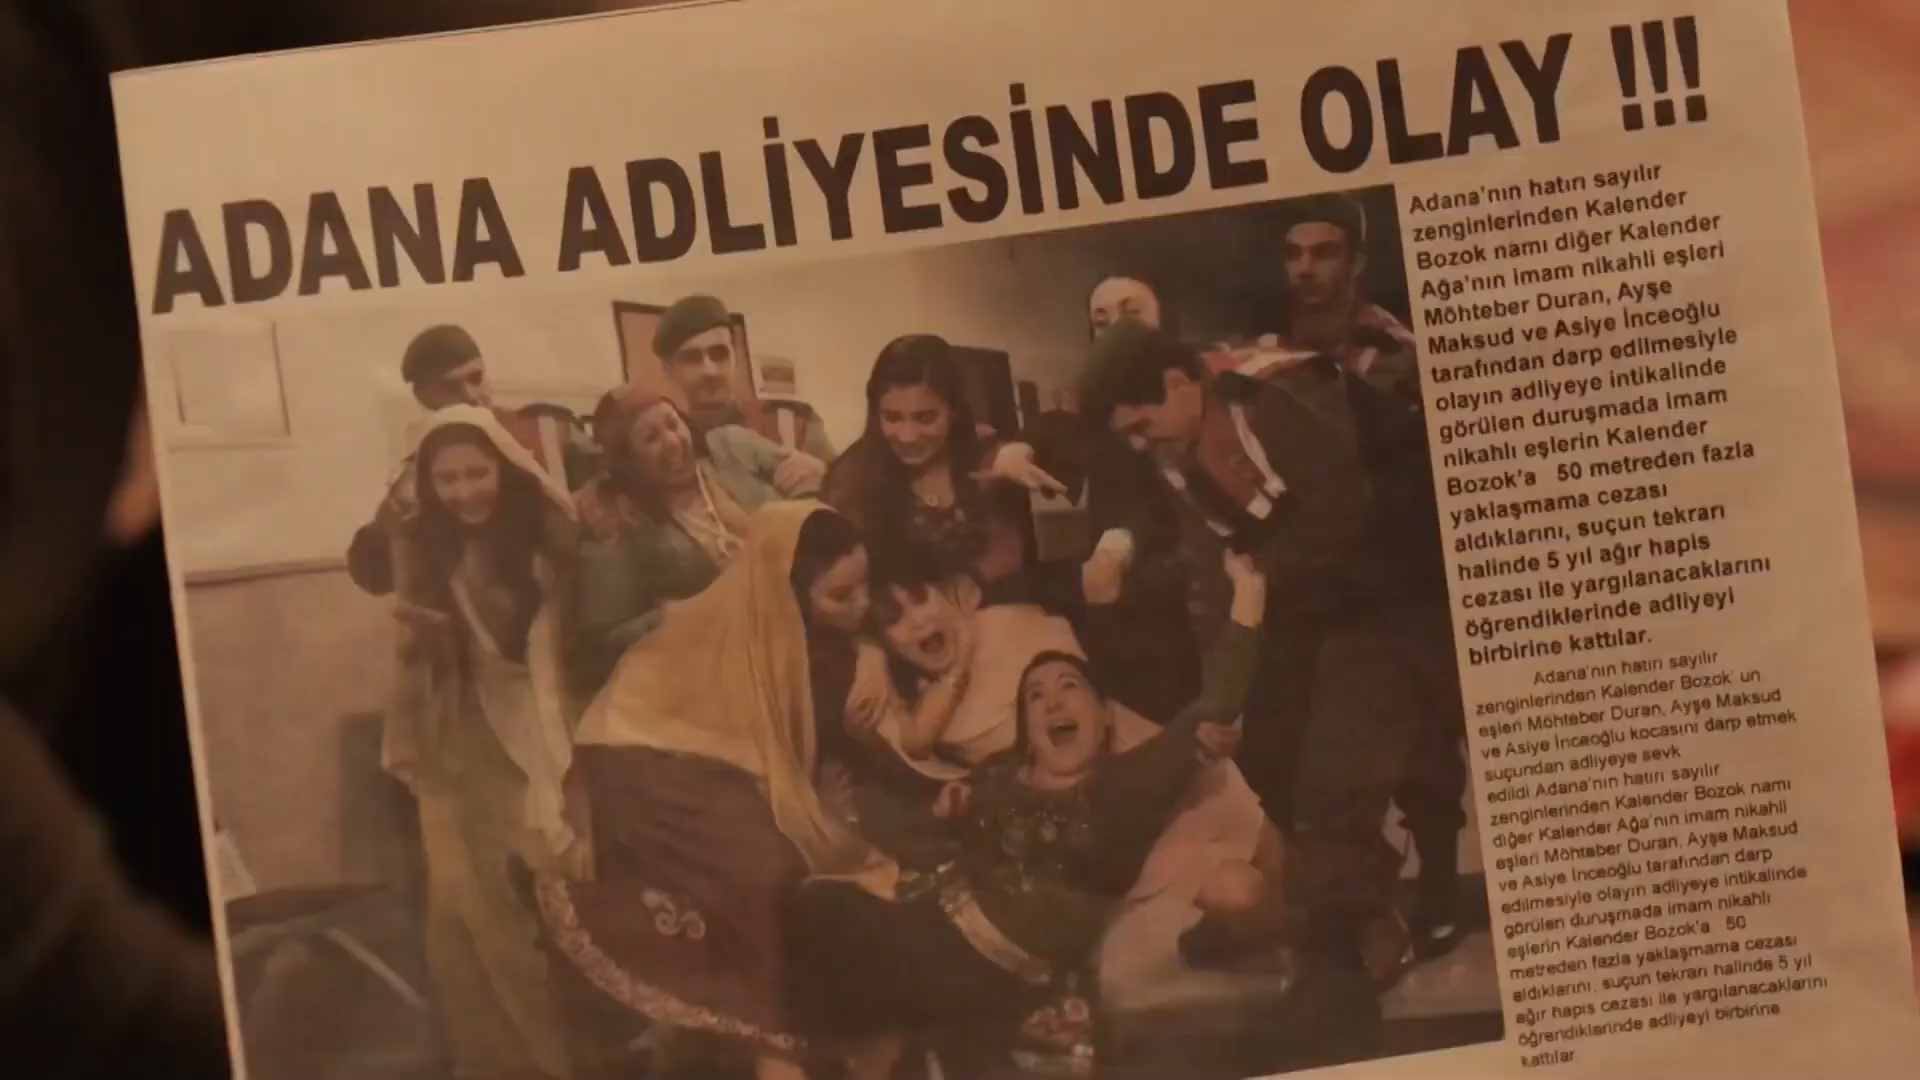 ADANA ADLİYESİNDE OLAY !!!
Adana'nın hatırı sayılır
zenginlerinden Kalender
Bozok namı diğer Kalender
Ağa'nın imam nikahli eşleri
Möhteber Duran, Ayşe
Maksud ve Asiye İnceoğlu
tarafından darp edilmesiyle
olayın adliyeye intikalinde
görülen duruşmada imam
nikahlı eşlerin Kalender
Bozok'a 50 metreden fazla
yaklaşmama cezası
aldıklarını, suçun tekrarı
halinde 5 yıl ağır hapis
cezası ile yargılanacaklarını
öğrendiklerinde adliyeyi
birbirine kattılar.
Adana'nın hatırı sayılır
zenginlerinden Kalender Bozok' un
eşleri Möhteber Duran, Ayşe Maksud
ve Asiye İnceoğlu kocasını darp etmek
suçundan adliyeye sevk
edildi Adana'nın hatırı sayılır
zenginlerinden Kalender Bozok namı
diğer Kalender Ağa'nın imam nikahli
eşleri Möhteber Duran, Ayşe Maksud
ve Asiye İnceoğlu tarafından darp
edilmesiyle olayın adliyeye intikalinde
görülen duruşmada imam nikahlı
eşlerin Kalender Bozok'a 50
metreden fazla yaklaşmama cezası
aldıklarını, suçun tekrarı halinde 5 yıl
ağır hapis cezası ile yargılanacaklarını
öğrendiklerinde adliyeyi birbirine
kattılar